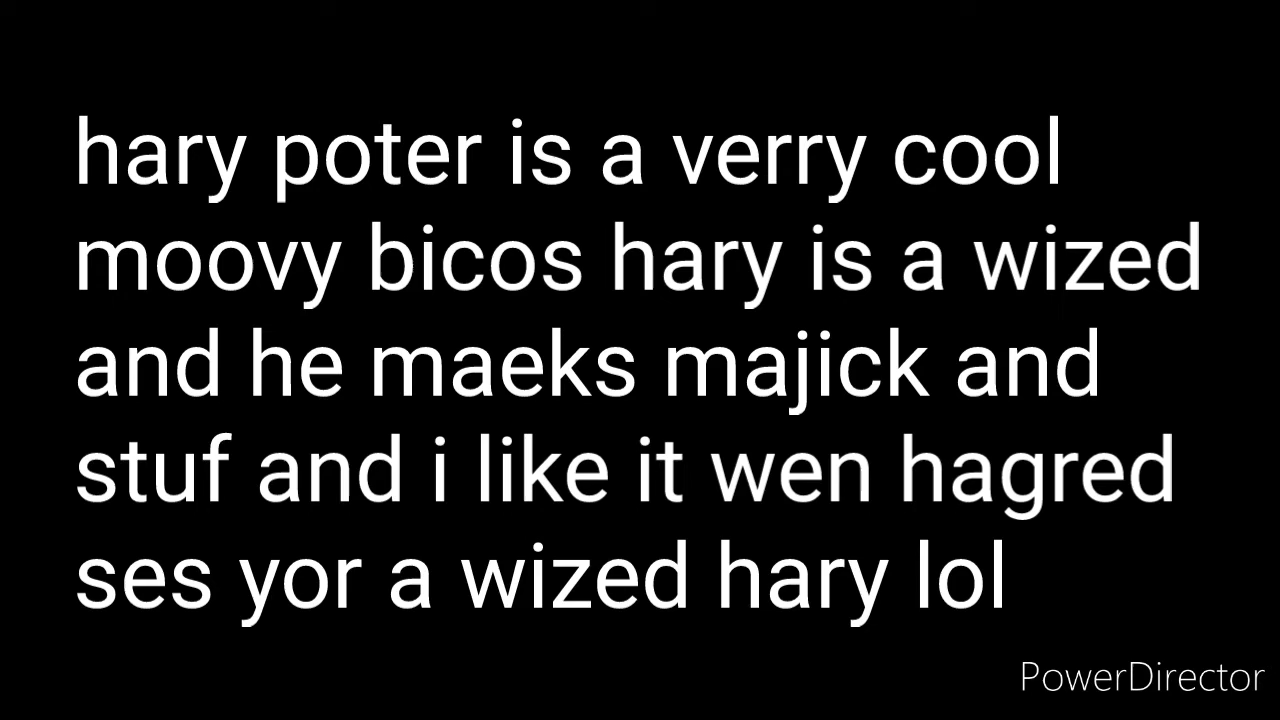 hary poter is a verry cool
moovy bicos hary is a wized
and he maeks majick and
stuf and i like it wen hagred
ses yor a wized hary lol
PowerDirector